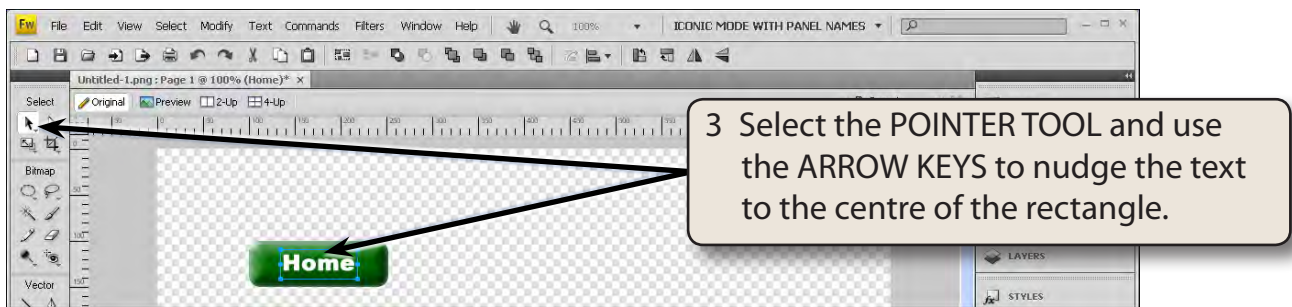 Fw File Edit View Select Modify Text Commands Filters Window Help 100% ICONIC MODE WITH PANEL NAMES
Untitled-1.png : Page 1 @ 100% (Home)* ×
Select Original Preview 2-Up 4-Up
3 Select the POINTER TOOL and use
the ARROW KEYS to nudge the text
to the centre of the rectangle.
Bitmap
Home
LAYERS
Vector
STYLES